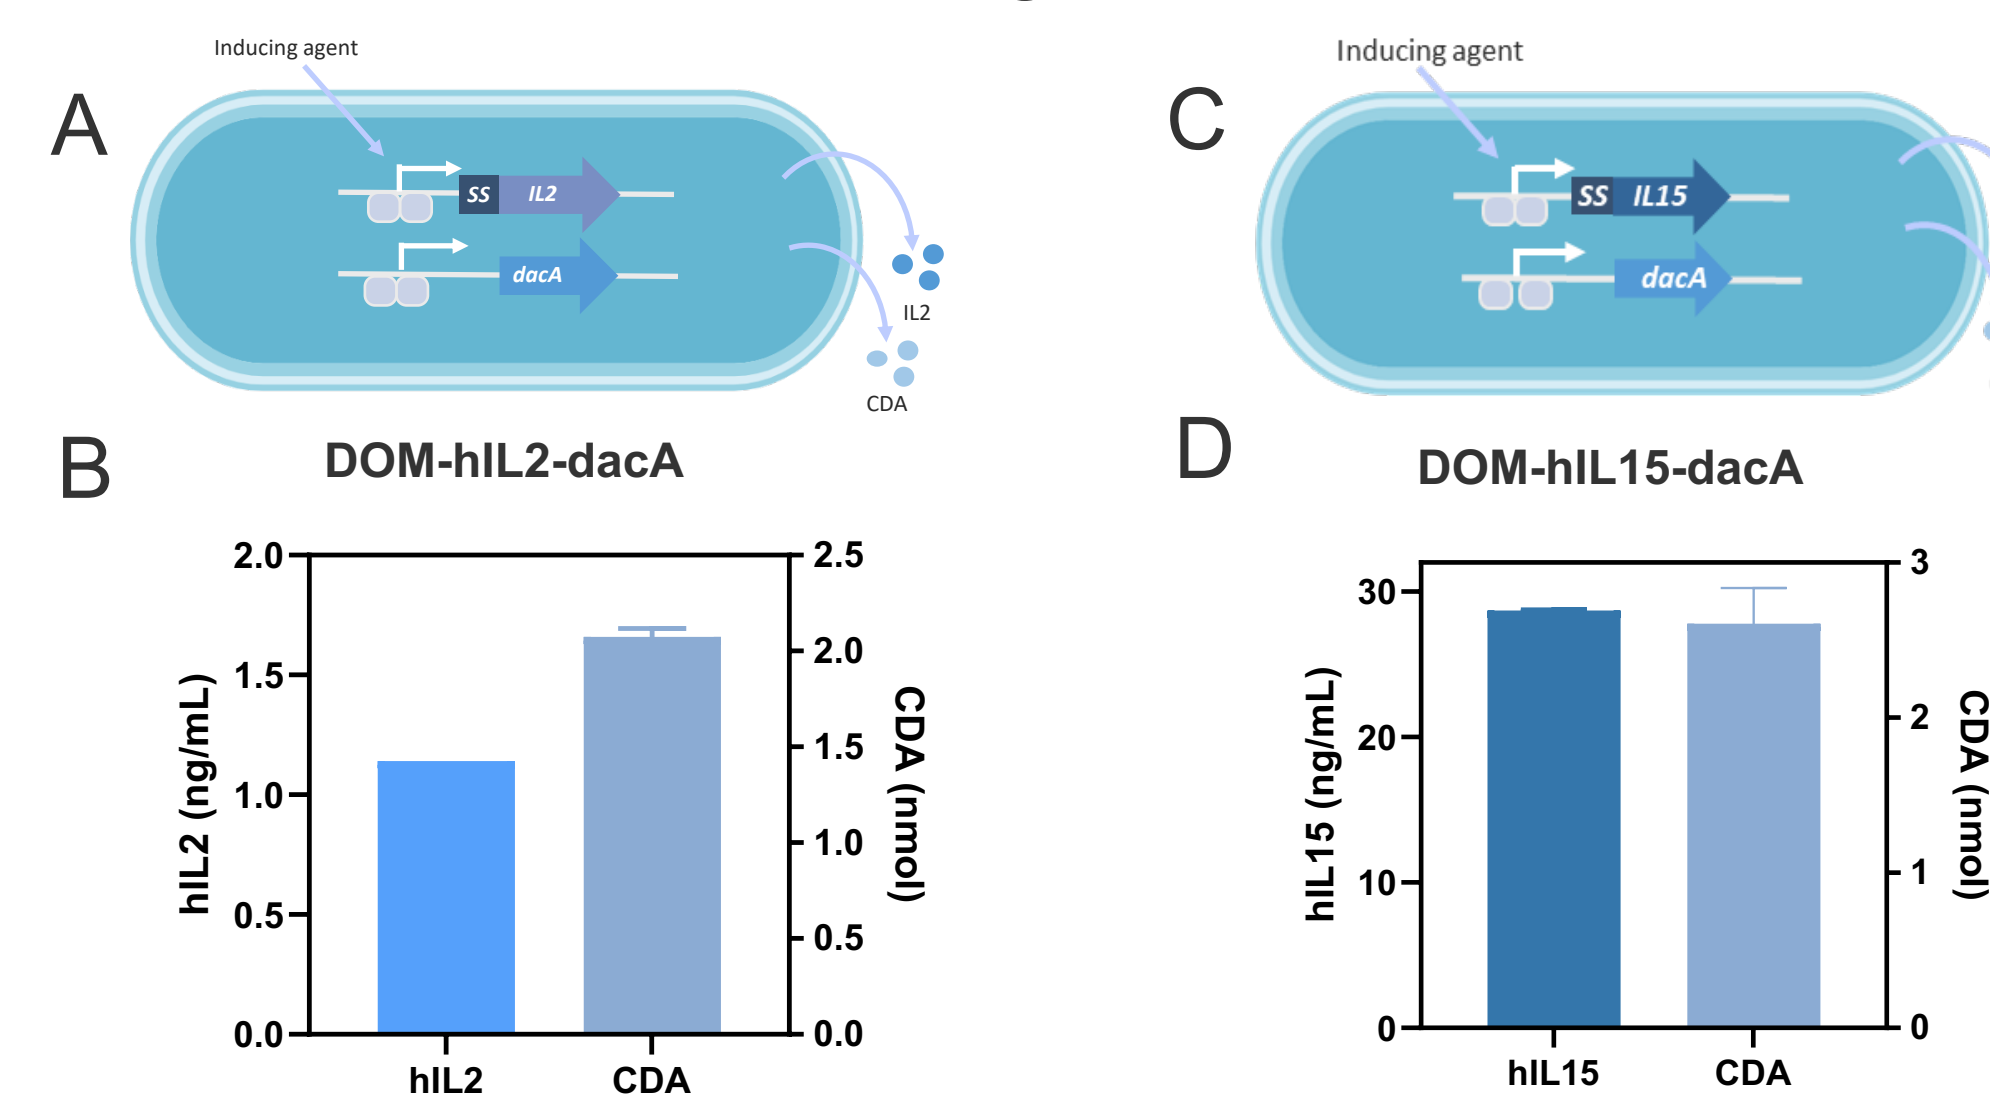 A
Inducing agent
SS IL2
dacA
IL2
CDA
B
DOM-hIL2-dacA
hIL2 (ng/mL)
2.0
1.5
1.0
0.5
0.0
2.5
2.0
1.5
1.0
0.5
0.0
CDA (nmol)
hIL2 CDA
C
Inducing agent
SS IL15
dacA
D
DOM-hIL15-dacA
hIL15 (ng/mL)
30
20
10
0
3
2
1
0
CDA (nmol)
hIL15 CDA